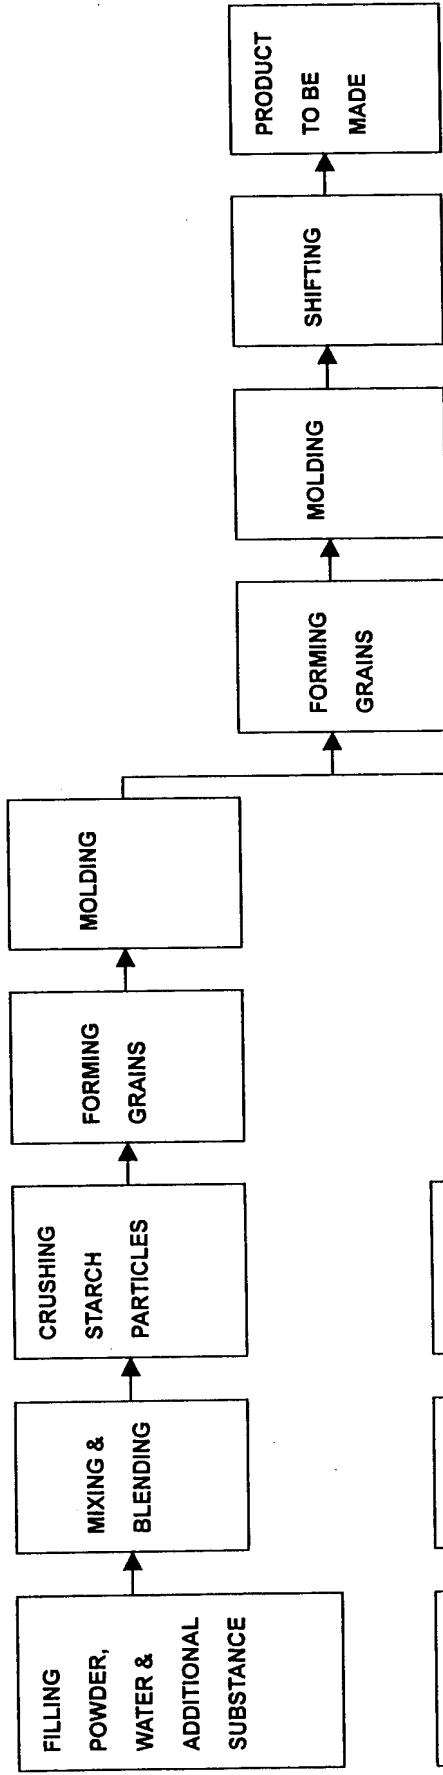 FILLING
POWDER,
WATER &
ADDITIONAL
SUBSTANCE
MIXING &
BLENDING
CRUSHING
STARCH
PARTICLES
FORMING
GRAINS
MOLDING
FORMING
GRAINS
MOLDING
SHIFTING
PRODUCT
TO BE
MADE